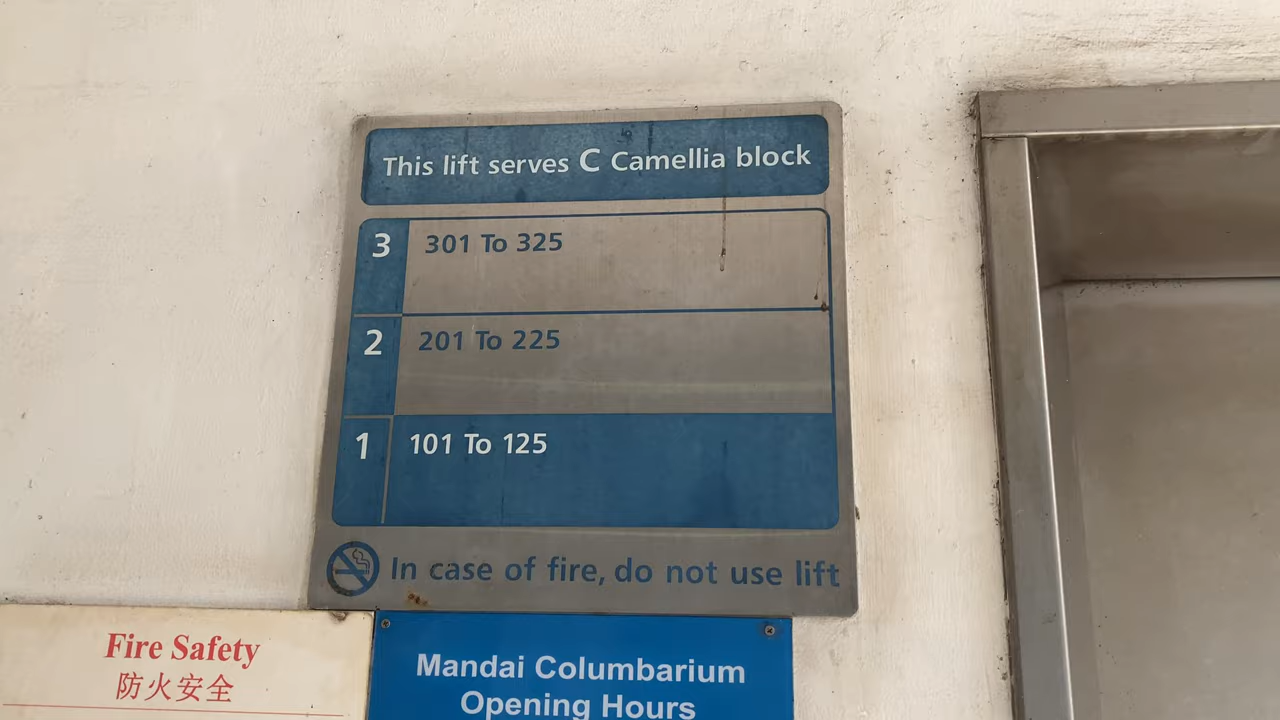 This lift serves C Camellia block
3 301 To 325
2 201 To 225
1 101 To 125
In case of fire, do not use lift
Fire Safety
防火安全
Mandai Columbarium
Opening Hours